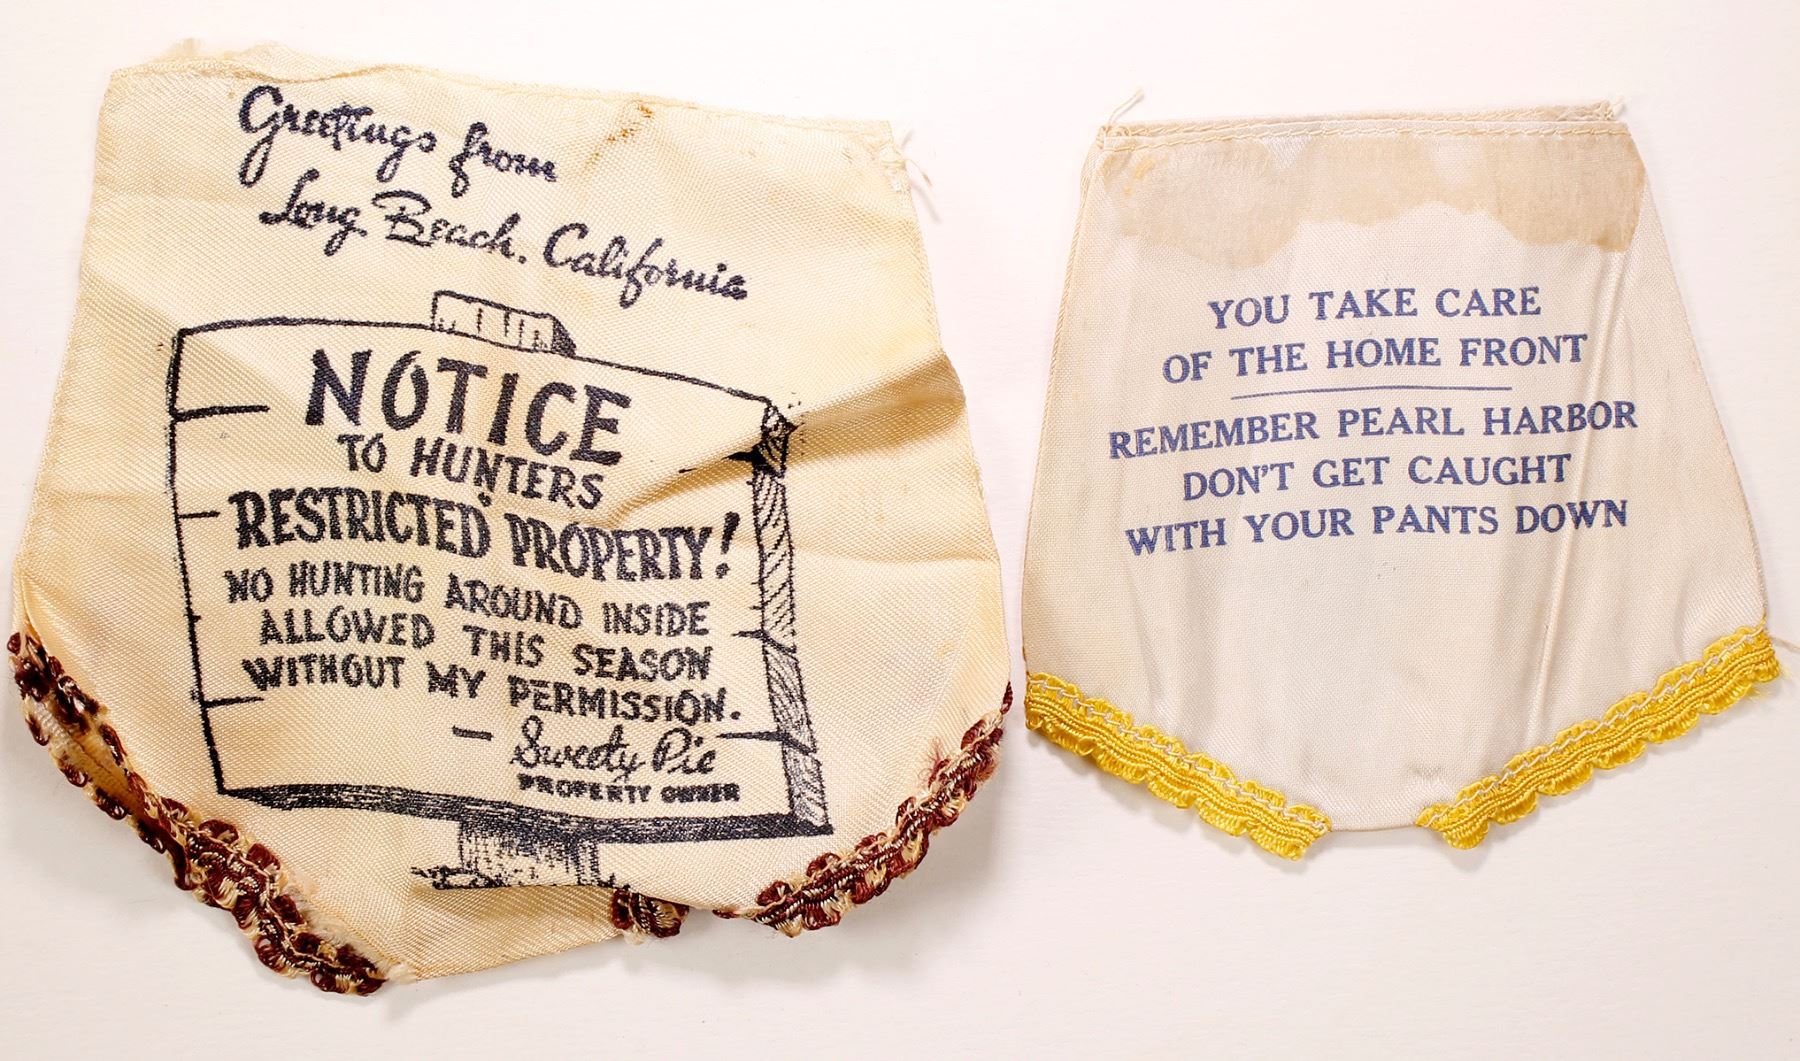 Greetings from
Long Beach. California
NOTICE
TO HUNTERS
RESTRICTED PROPERTY!
NO HUNTING AROUND INSIDE
ALLOWED THIS SEASON
WITHOUT MY PERMISSION.
— Sweety Pie
PROPERTY OWNER
YOU TAKE CARE
OF THE HOME FRONT
REMEMBER PEARL HARBOR
DON'T GET CAUGHT
WITH YOUR PANTS DOWN